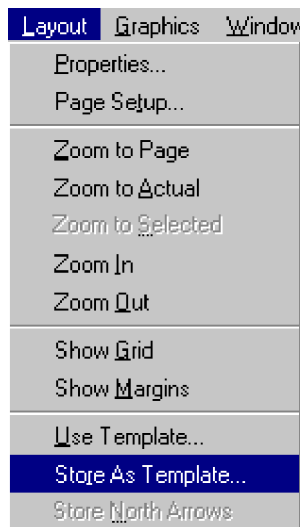 Layout Graphics Window
Properties...
Page Setup...
Zoom to Page
Zoom to Actual
Zoom to Selected
Zoom In
Zoom Out
Show Grid
Show Margins
Use Template...
Store As Template...
Store North Arrows